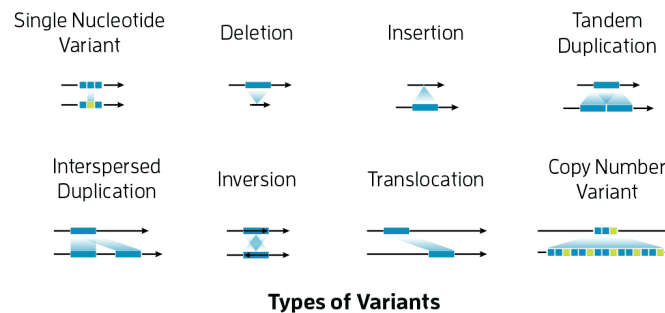 Single Nucleotide
Variant
Deletion
Insertion
Tandem
Duplication
Interspersed
Duplication
Inversion
Translocation
Copy Number
Variant
Types of Variants